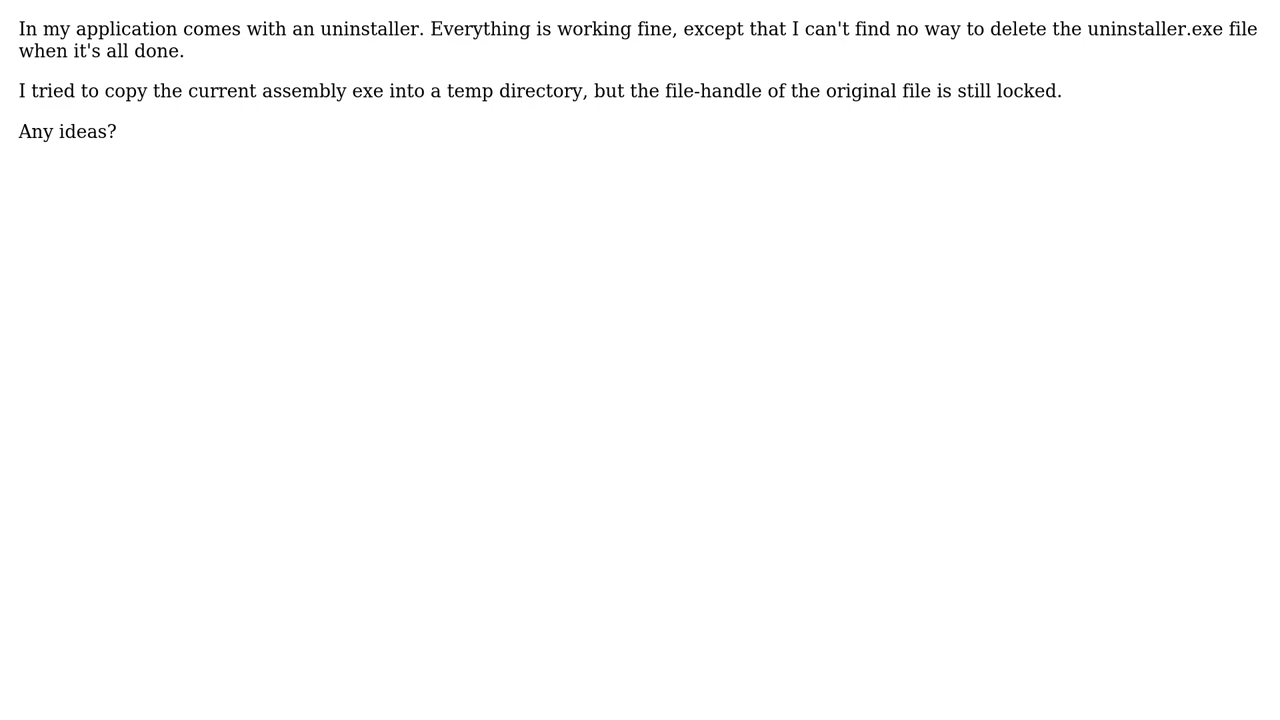 In my application comes with an uninstaller. Everything is working fine, except that I can't find no way to delete the uninstaller.exe file
when it's all done.
I tried to copy the current assembly exe into a temp directory, but the file-handle of the original file is still locked.
Any ideas?